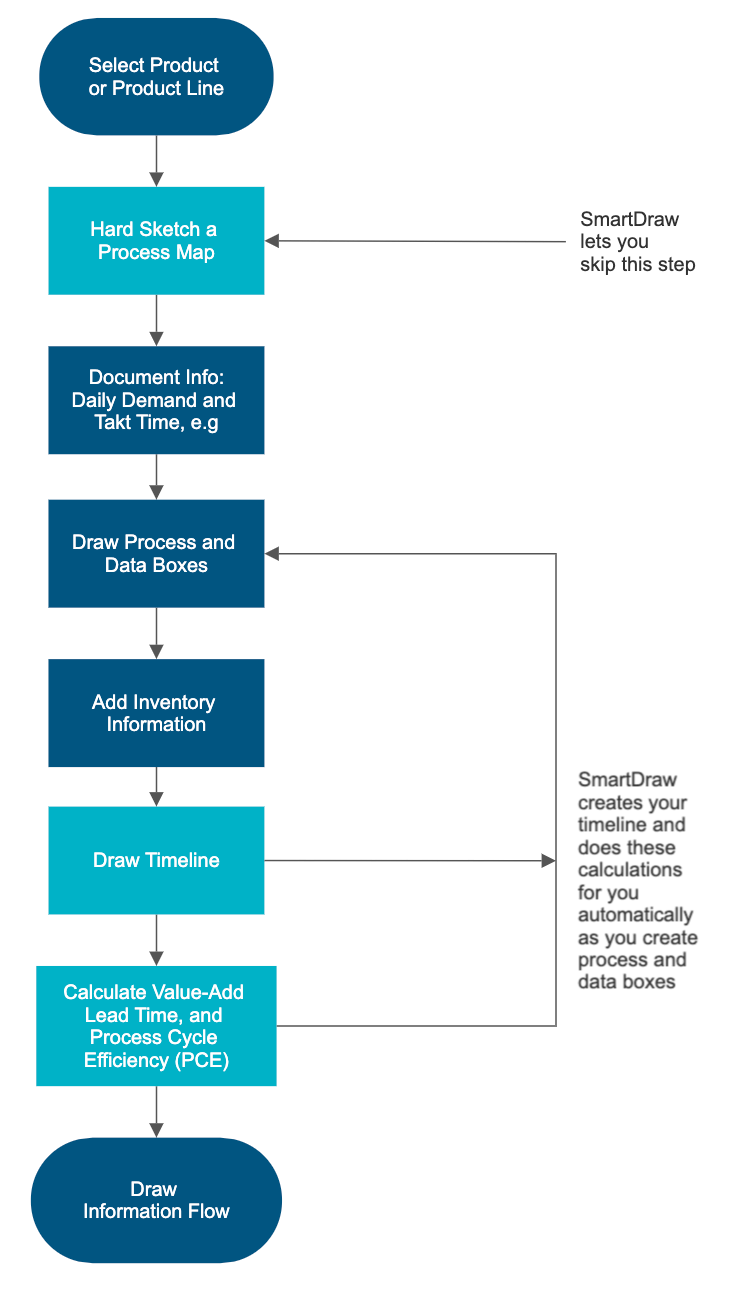 Select Product
or Product Line
Hard Sketch a
Process Map
SmartDraw
lets you
skip this step
Document Info:
Daily Demand and
Takt Time, e.g
Draw Process and
Data Boxes
Add Inventory
Information
SmartDraw
creates your
timeline and
does these
calculations
for you
automatically
as you create
process and
data boxes
Draw Timeline
Calculate Value-Add
Lead Time, and
Process Cycle
Efficiency (PCE)
Draw
Information Flow